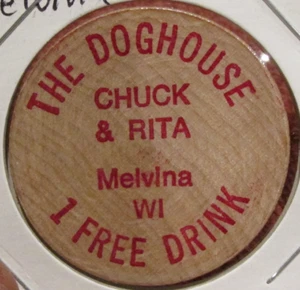 THE DOGHOUSE
CHUCK
& RITA
Melvina
WI
1 FREE DRINK